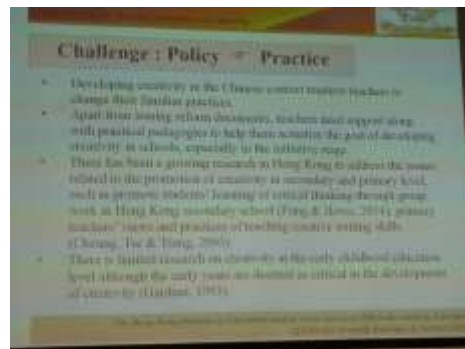 Challenge : Policy Practice
Developing creativity in the Chinese context requires teachers to
change their familiar practices.
Apart from issuing reform documents, teachers need support along
with practical pedagogies to help them actualize the goal of developing
creativity in schools, especially in the initiative stage.
There has been a growing research in Hong Kong to address the issues
related to the promotion of creativity in secondary and primary level,
such as promote students' learning of critical thinking through group
work in Hong Kong secondary school (Fung & Howe, 2014), primary
teachers' views and practices of teaching creative writing skills
(Cheung, Tse & Tsang, 2003).
There is limited research on creativity at the early childhood education
level although the early years are deemed as critical in the development
of creativity (Gardner, 1993).
The Hong Kong Institute of Education